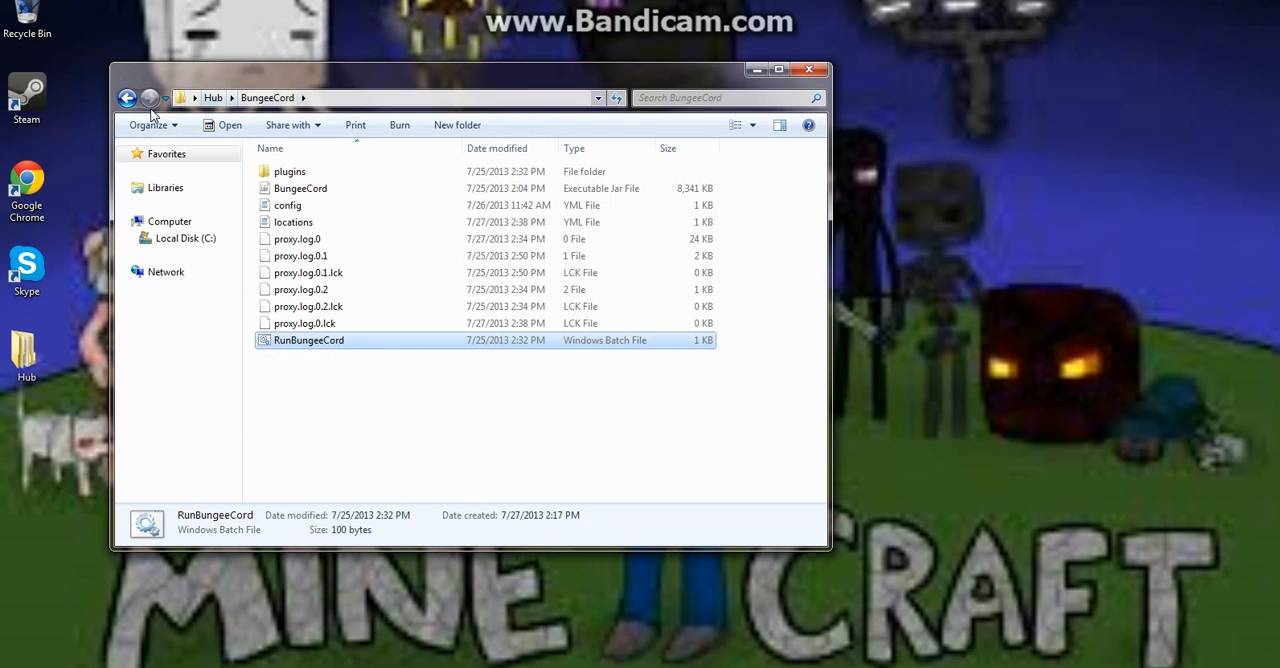 www.Bandicam.com
Recycle Bin
Steam
Google
Chrome
Skype
Hub
Hub BungeeCord
Search BungeeCord
Organize Open Share with Print Burn New folder
Favorites
Libraries
Computer
Local Disk (C:)
Network
Name Date modified Type Size
plugins 7/25/2013 2:32 PM File folder
BungeeCord 7/25/2013 2:04 PM Executable Jar File 8,341 KB
config 7/26/2013 11:42 AM YML File 1 KB
locations 7/27/2013 2:38 PM YML File 1 KB
proxy.log.0 7/27/2013 2:34 PM 0 File 24 KB
proxy.log.0.1 7/25/2013 2:50 PM 1 File 2 KB
proxy.log.0.1.lck 7/25/2013 2:50 PM LCK File 0 KB
proxy.log.0.2 7/25/2013 2:34 PM 2 File 1 KB
proxy.log.0.2.lck 7/25/2013 2:34 PM LCK File 0 KB
proxy.log.0.lck 7/27/2013 2:38 PM LCK File 0 KB
RunBungeeCord 7/25/2013 2:32 PM Windows Batch File 1 KB
RunBungeeCord Date modified: 7/25/2013 2:32 PM Date created: 7/27/2013 2:17 PM
Windows Batch File Size: 100 bytes
MINECRAFT